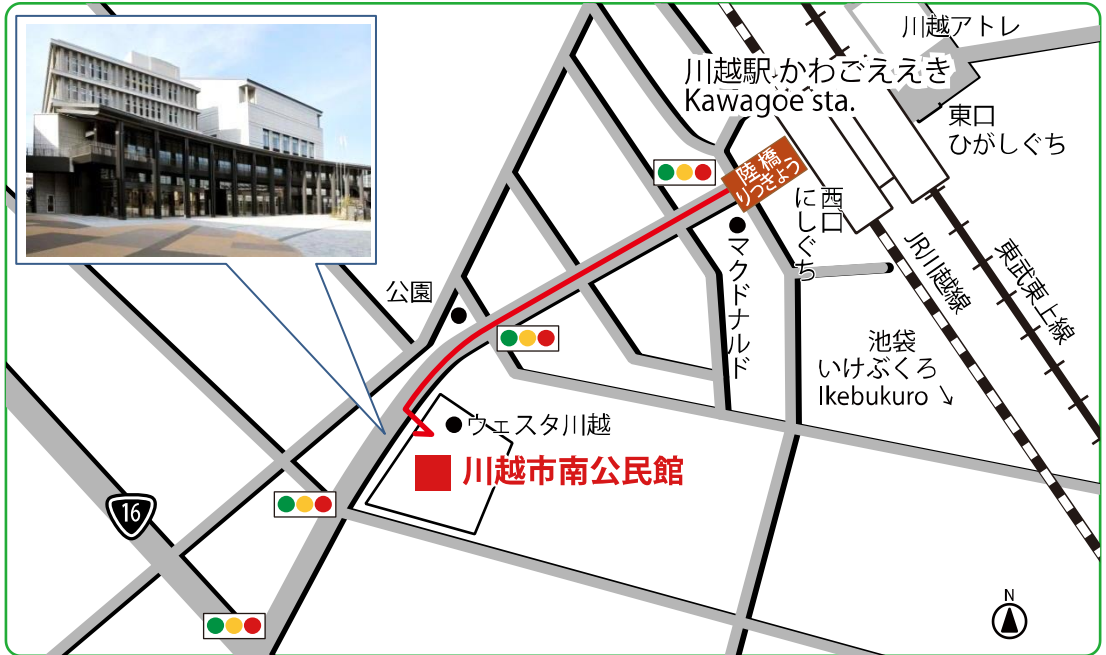 川越アトレ
川越駅 かわごええき
Kawagoe sta.
東口
ひがしぐち
陸橋
りっきょう
西口
にしぐち
マクドナルド
JR川越線
東武東上線
公園
池袋
いけぶくろ
Ikebukuro ↘
ウェスタ川越
川越市南公民館
16
N